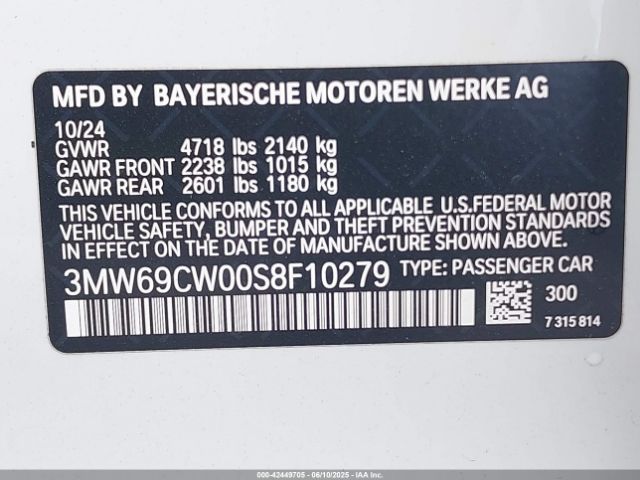 MFD BY BAYERISCHE MOTOREN WERKE AG
10/24
GVWR 4718 lbs 2140 kg
GAWR FRONT 2238 lbs 1015 kg
GAWR REAR 2601 lbs 1180 kg
THIS VEHICLE CONFORMS TO ALL APPLICABLE U.S.FEDERAL MOTOR
VEHICLE SAFETY, BUMPER AND THEFT PREVENTION STANDARDS
IN EFFECT ON THE DATE OF MANUFACTURE SHOWN ABOVE.
3MW69CW00S8F10279 TYPE: PASSENGER CAR
300
7 315 814
000-42449705 - 06/10/2025 - IAA Inc.